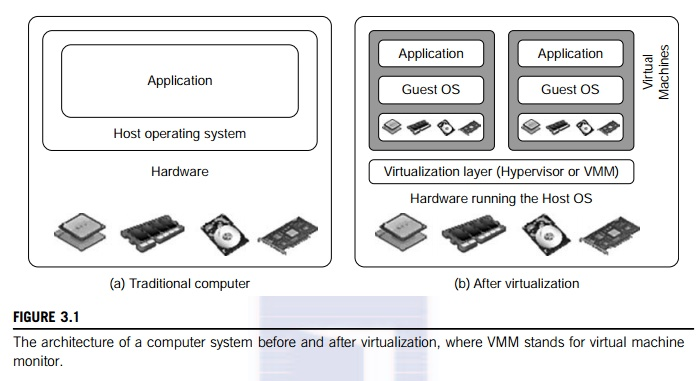 Application
Host operating system
Hardware
(a) Traditional computer
Application
Guest OS
Application
Guest OS
Virtual
Machines
Virtualization layer (Hypervisor or VMM)
Hardware running the Host OS
(b) After virtualization
FIGURE 3.1
The architecture of a computer system before and after virtualization, where VMM stands for virtual machine
monitor.